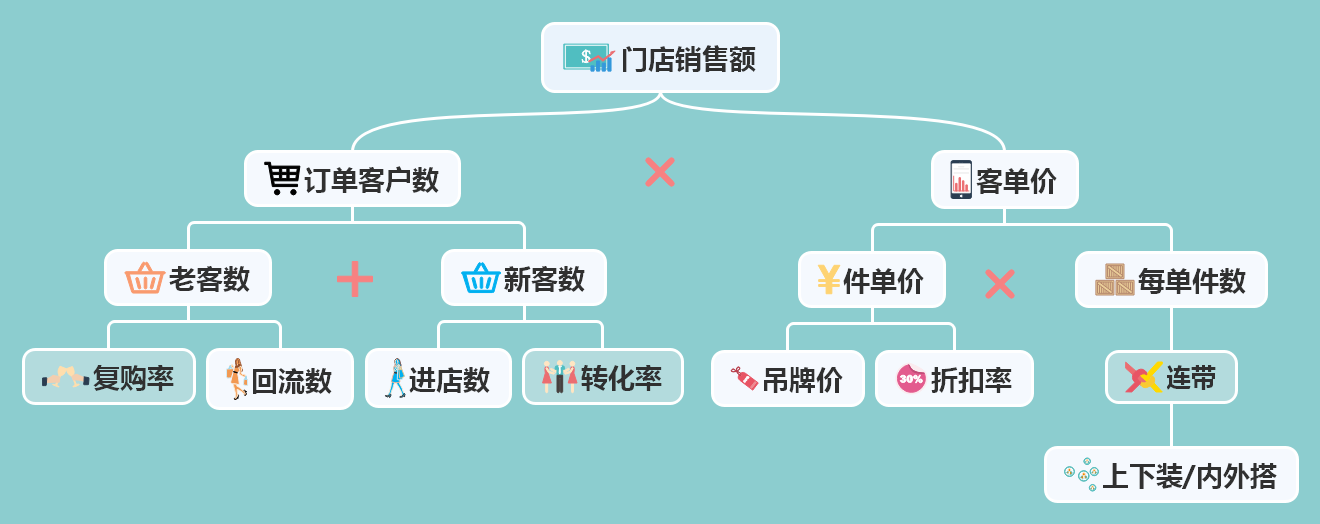 $ 门店销售额
订单客户数
×
客单价
老客数
+
新客数
¥件单价
×
每单件数
复购率
回流数
进店数
转化率
吊牌价
30% 折扣率
连带
上下装/内外搭